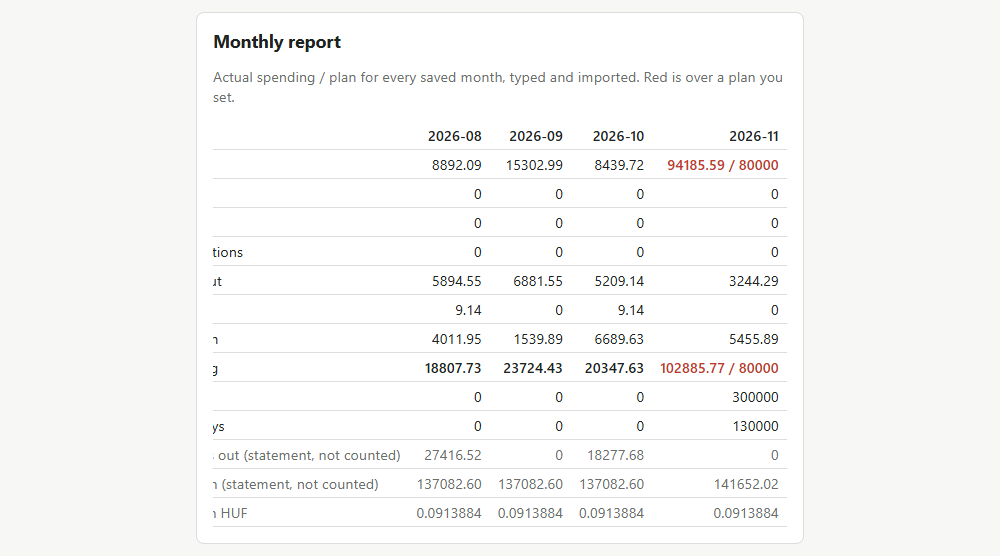 Monthly report
Actual spending / plan for every saved month, typed and imported. Red is over a plan you
set.
2026-08 2026-09 2026-10 2026-11
8892.09 15302.99 8439.72 94185.59 / 80000
0 0 0 0
0 0 0 0
tions 0 0 0 0
ut 5894.55 6881.55 5209.14 3244.29
9.14 0 9.14 0
n 4011.95 1539.89 6689.63 5455.89
g 18807.73 23724.43 20347.63 102885.77 / 80000
0 0 0 300000
ys 0 0 0 130000
out (statement, not counted) 27416.52 0 18277.68 0
n (statement, not counted) 137082.60 137082.60 137082.60 141652.02
HUF 0.0913884 0.0913884 0.0913884 0.0913884